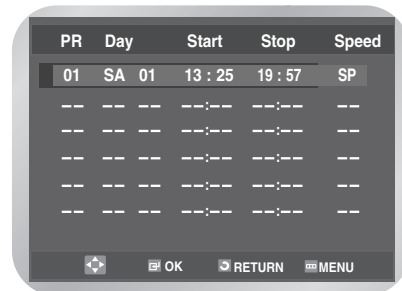 PR Day Start Stop Speed
01 SA 01 13 : 25 19 : 57 SP
–– –– –– ––:–– ––:–– ––
–– –– –– ––:–– ––:–– ––
–– –– –– ––:–– ––:–– ––
–– –– –– ––:–– ––:–– ––
–– –– –– ––:–– ––:–– ––
OK RETURN MENU